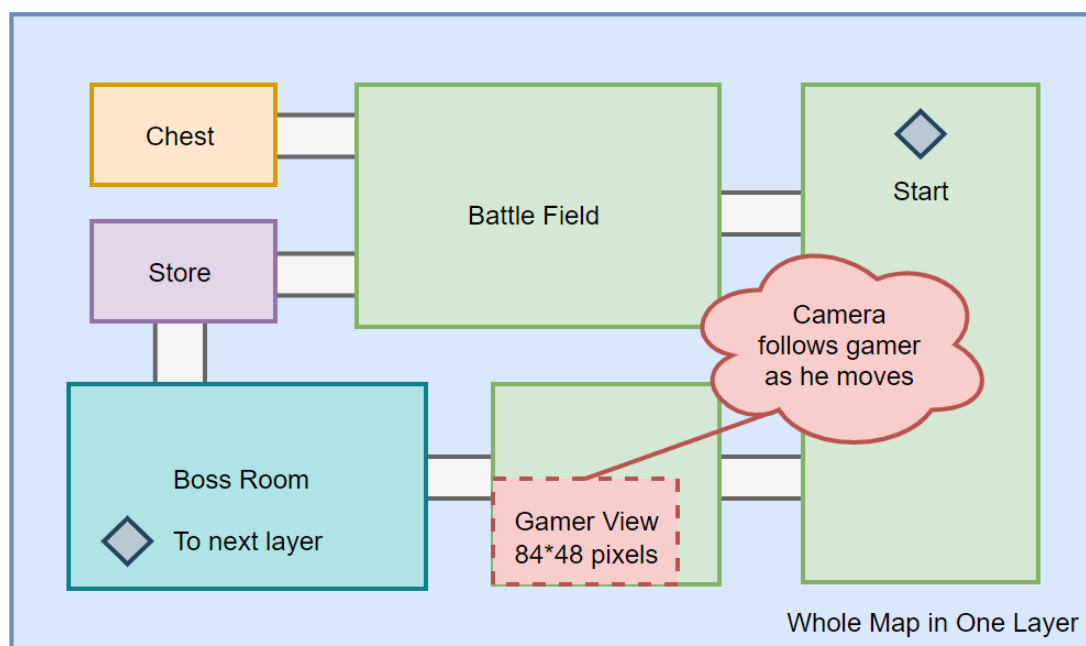 Chest
Battle Field
Start
Store
Camera
follows gamer
as he moves
Boss Room
To next layer
Gamer View
84*48 pixels
Whole Map in One Layer